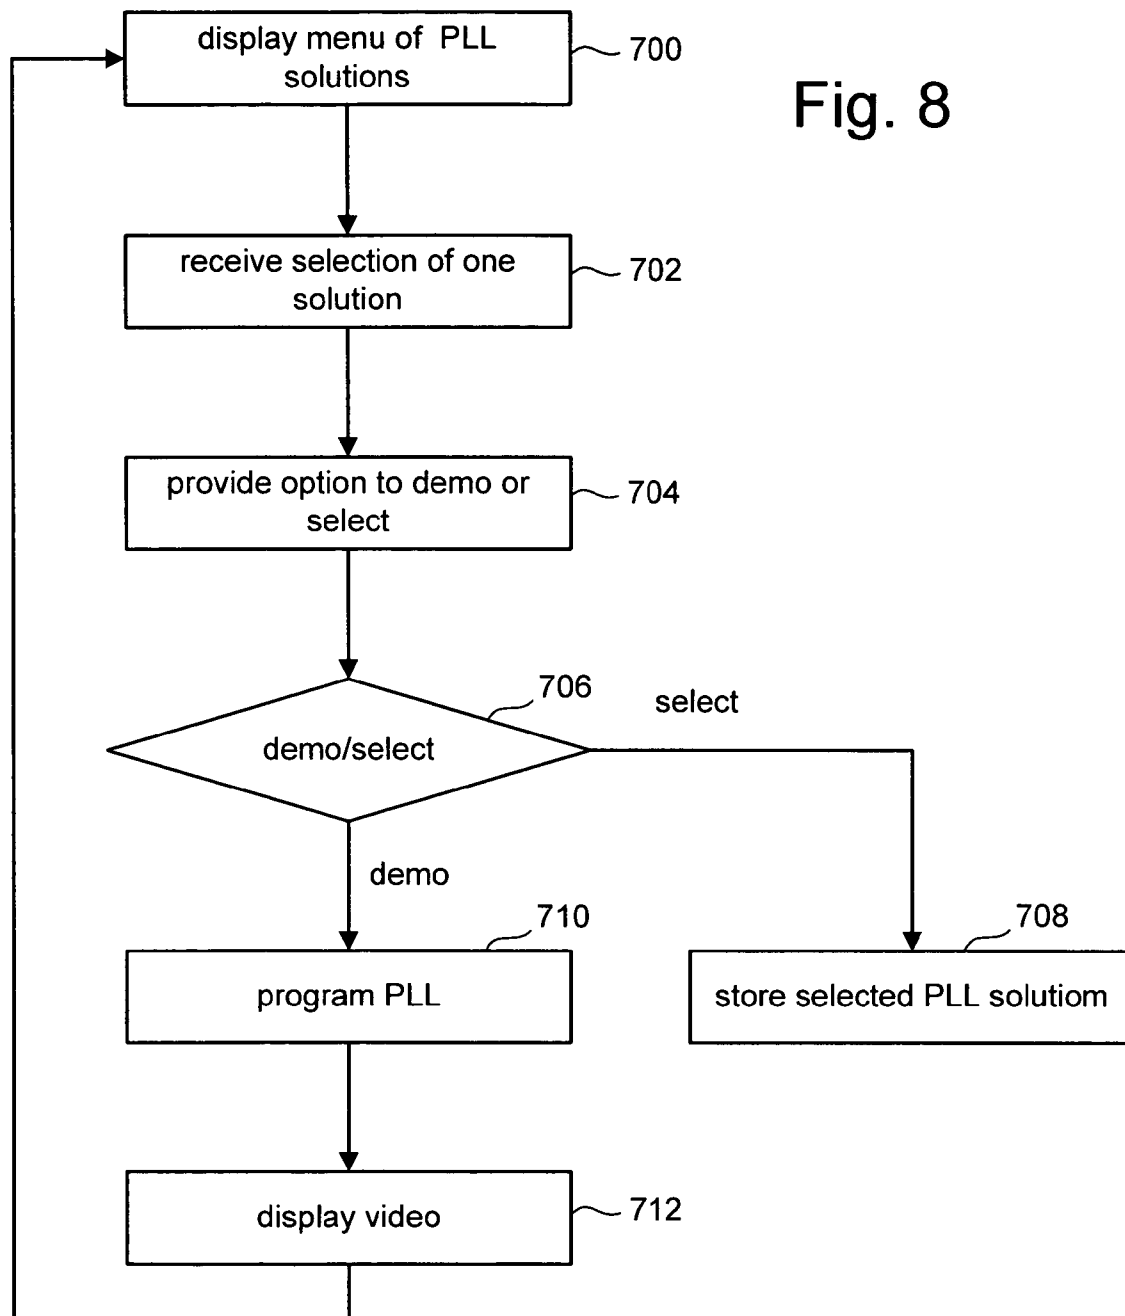 display menu of PLL
solutions
700
Fig. 8
receive selection of one
solution
702
provide option to demo or
select
704
706
select
demo/select
demo
710
708
program PLL
store selected PLL solutiom
display video
712